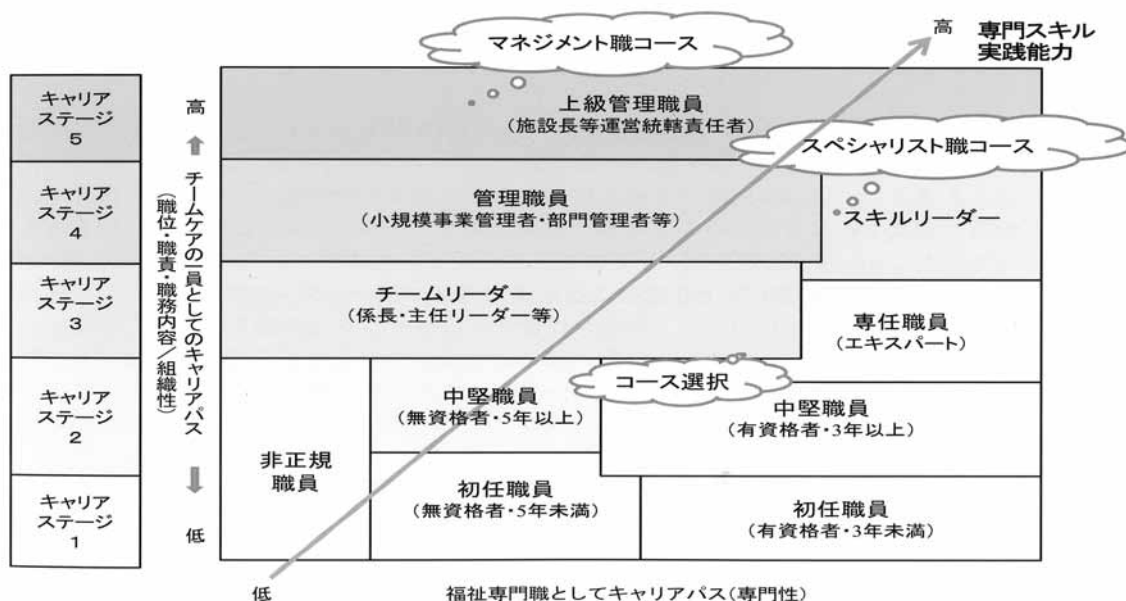 マネジメント職コース
高
専門スキル
実践能力
キャリア
ステージ
5
高
上級管理職員
(施設長等運営統轄責任者)
スペシャリスト職コース
キャリア
ステージ
4
管理職員
(小規模事業管理者・部門管理者等)
スキルリーダー
チームケアの一員としてのキャリアパス
(職位・職責・職務内容/組織性)
キャリア
ステージ
3
チームリーダー
(係長・主任リーダー等)
専任職員
(エキスパート)
コース選択
キャリア
ステージ
2
中堅職員
(無資格者・5年以上)
中堅職員
(有資格者・3年以上)
非正規
職員
キャリア
ステージ
1
低
初任職員
(無資格者・5年未満)
初任職員
(有資格者・3年未満)
低
福祉専門職としてキャリアパス(専門性)